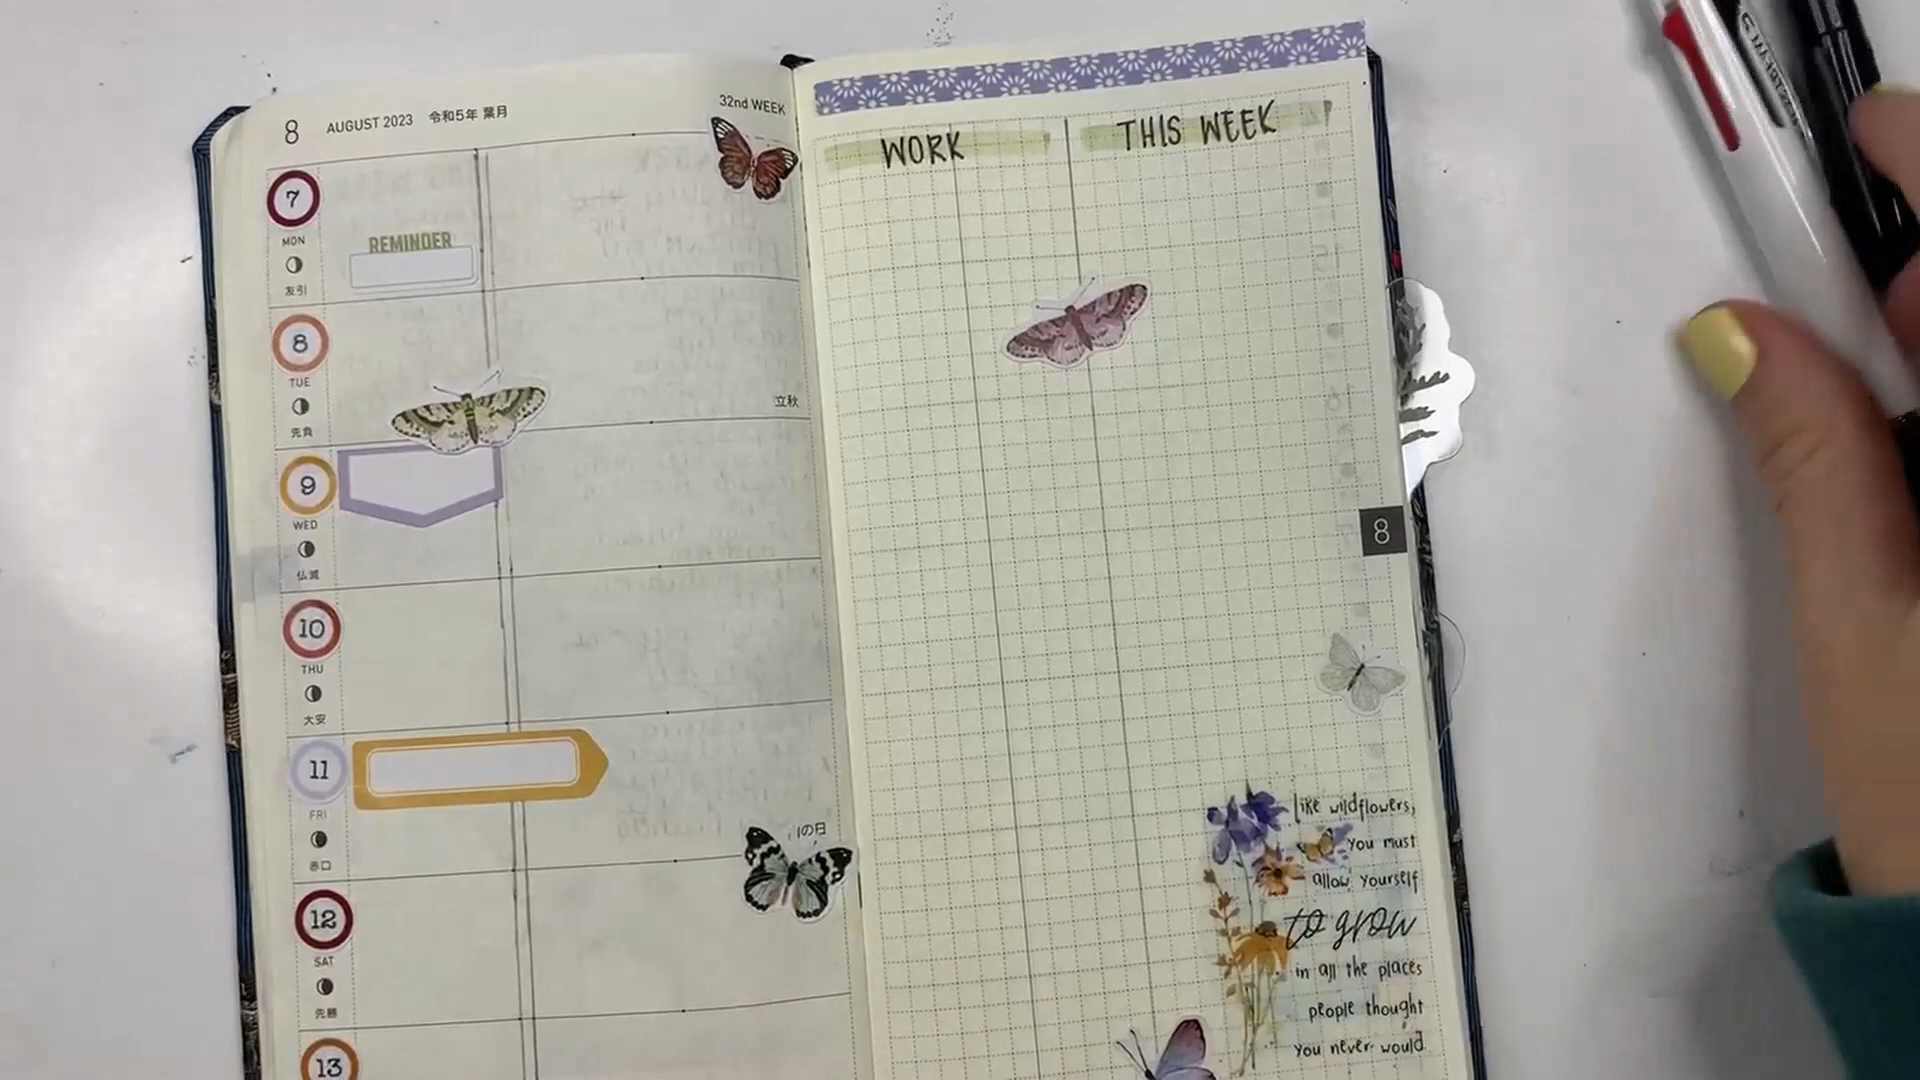 8 AUGUST 2023 令和5年 葉月
32nd WEEK
7
MON
友引
REMINDER
8
TUE
先負
立秋
9
WED
仏滅
10
THU
大安
11
FRI
赤口
の日
12
SAT
先勝
13
WORK
THIS WEEK
8
like wildflowers,
you must
allow yourself
to grow
in all the places
people thought
you never would.